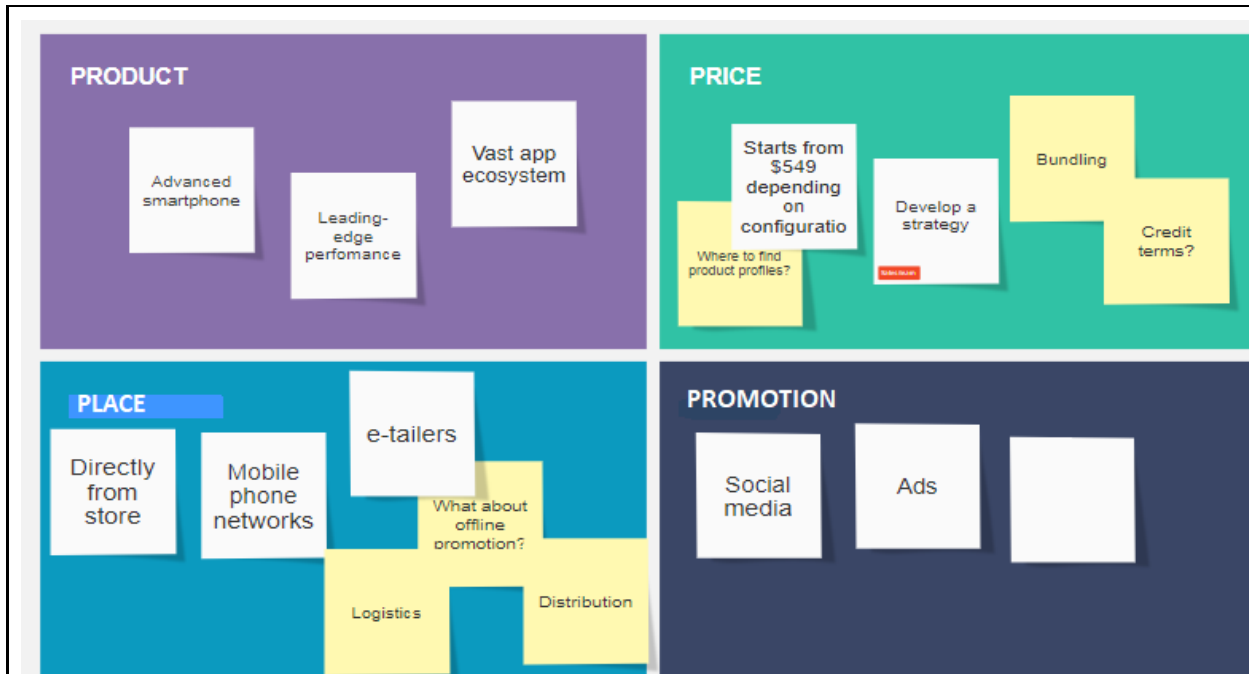 PRODUCT
Advanced
smartphone
Leading-
edge
perfomance
Vast app
ecosystem
PRICE
Starts from
$549
depending
on
configuratio
Where to find
product profiles?
Develop a
strategy
Bundling
Credit
terms?
PLACE
Directly
from
store
Mobile
phone
networks
e-tailers
What about
offline
promotion?
Logistics
Distribution
PROMOTION
Social
media
Ads